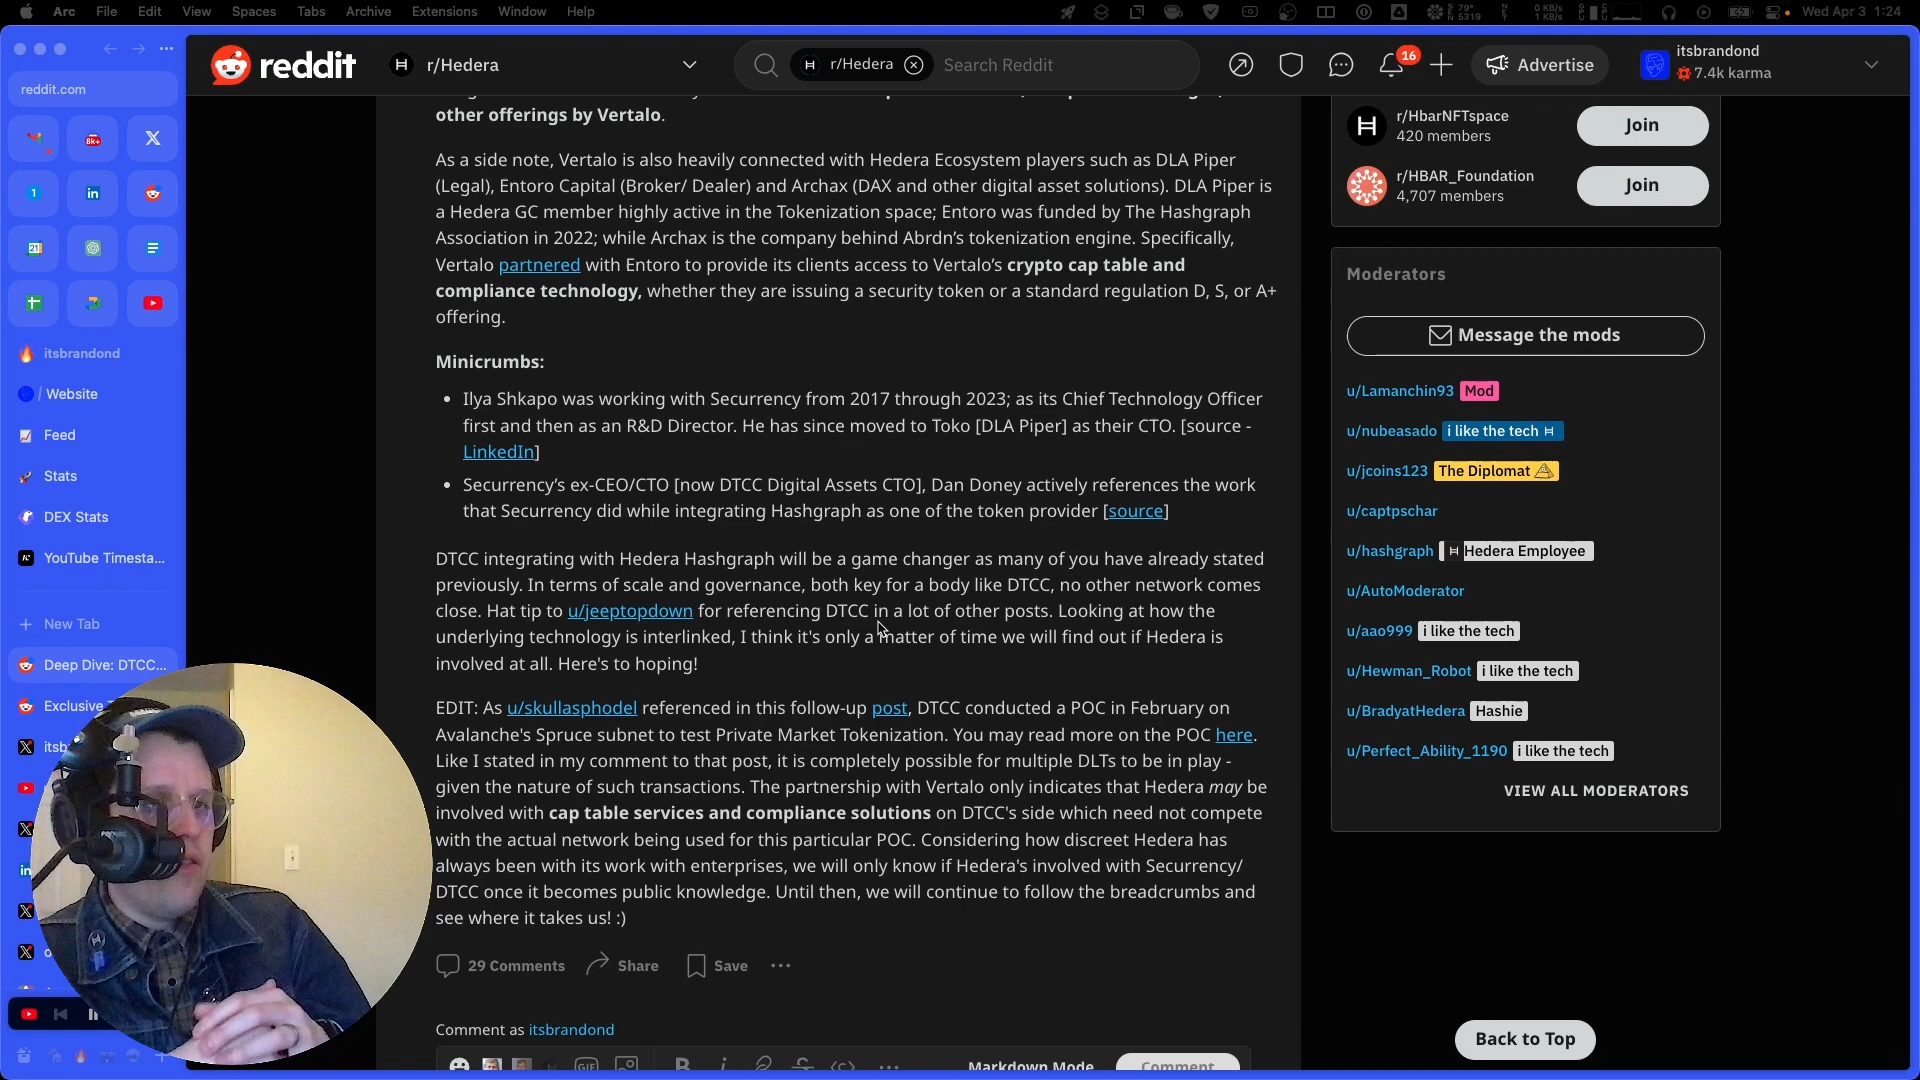 Arc File Edit View Spaces Tabs Archive Extensions Window Help
79° 5319
0 KB/s
1 KB/s
Wed Apr 3 1:24
reddit.com
8k+
1
21
itsbrandond
/ Website
Feed
Stats
DEX Stats
YouTube Timesta...
+ New Tab
Deep Dive: DTCC...
Exclusive
reddit
r/Hedera
r/Hedera
Search Reddit
16
Advertise
itsbrandond
7.4k karma
other offerings by Vertalo.
As a side note, Vertalo is also heavily connected with Hedera Ecosystem players such as DLA Piper
(Legal), Entoro Capital (Broker/ Dealer) and Archax (DAX and other digital asset solutions). DLA Piper is
a Hedera GC member highly active in the Tokenization space; Entoro was funded by The Hashgraph
Association in 2022; while Archax is the company behind Abrdn’s tokenization engine. Specifically,
Vertalo partnered with Entoro to provide its clients access to Vertalo’s crypto cap table and
compliance technology, whether they are issuing a security token or a standard regulation D, S, or A+
offering.
Minicrumbs:
• Ilya Shkapo was working with Securrency from 2017 through 2023; as its Chief Technology Officer
first and then as an R&D Director. He has since moved to Toko [DLA Piper] as their CTO. [source -
LinkedIn]
• Securrency’s ex-CEO/CTO [now DTCC Digital Assets CTO], Dan Doney actively references the work
that Securrency did while integrating Hashgraph as one of the token provider [source]
DTCC integrating with Hedera Hashgraph will be a game changer as many of you have already stated
previously. In terms of scale and governance, both key for a body like DTCC, no other network comes
close. Hat tip to u/jeeptopdown for referencing DTCC in a lot of other posts. Looking at how the
underlying technology is interlinked, I think it's only a matter of time we will find out if Hedera is
involved at all. Here's to hoping!
EDIT: As u/skullasphodel referenced in this follow-up post, DTCC conducted a POC in February on
Avalanche's Spruce subnet to test Private Market Tokenization. You may read more on the POC here.
Like I stated in my comment to that post, it is completely possible for multiple DLTs to be in play -
given the nature of such transactions. The partnership with Vertalo only indicates that Hedera may be
involved with cap table services and compliance solutions on DTCC's side which need not compete
with the actual network being used for this particular POC. Considering how discreet Hedera has
always been with its work with enterprises, we will only know if Hedera's involved with Securrency/
DTCC once it becomes public knowledge. Until then, we will continue to follow the breadcrumbs and
see where it takes us! :)
29 Comments Share Save
Comment as itsbrandond
GIF
Markdown Mode
Comment
r/HbarNFTspace
420 members
Join
r/HBAR_Foundation
4,707 members
Join
Moderators
Message the mods
u/Lamanchin93 Mod
u/nubeasado i like the tech
u/jcoins123 The Diplomat
u/captpschar
u/hashgraph Hedera Employee
u/AutoModerator
u/aao999 i like the tech
u/Hewman_Robot i like the tech
u/BradyatHedera Hashie
u/Perfect_Ability_1190 i like the tech
VIEW ALL MODERATORS
Back to Top